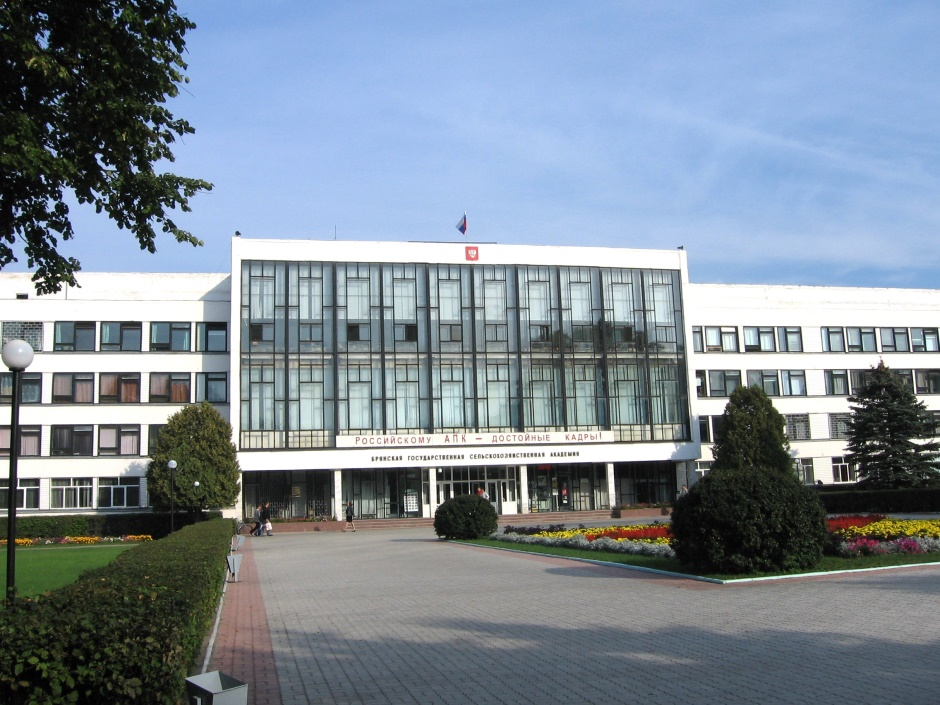 РОССИЙСКОМУ АПК — ДОСТОЙНЫЕ КАДРЫ!
БРЯНСКАЯ ГОСУДАРСТВЕННАЯ СЕЛЬСКОХОЗЯЙСТВЕННАЯ АКАДЕМИЯ